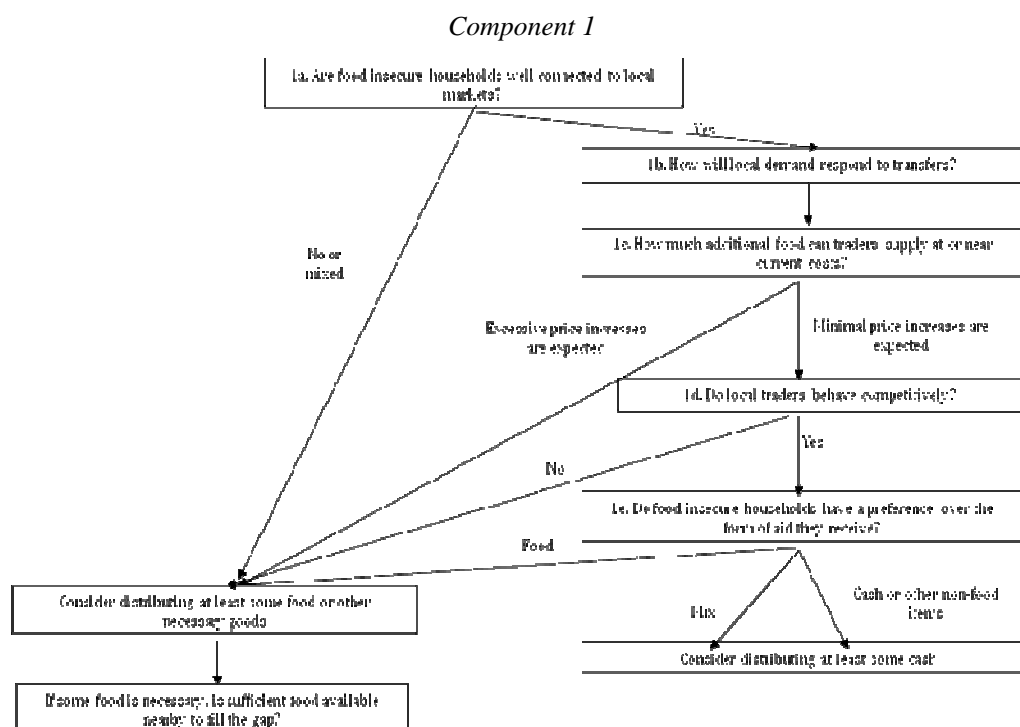 Component 1
1a. Are food insecure households well connected to local
markets?
Yes
1b. How will local demand respond to transfers?
1c. How much additional food can traders supply at or near
current costs?
No or
mixed
Excessive price increases
are expected
Minimal price increases are
expected
1d. Do local traders behave competitively?
Yes
No
1e. Do food insecure households have a preference over the
form of aid they receive?
Food
Consider distributing at least some food or other
necessary goods
Mix
Cash or other non-food
items
Consider distributing at least some cash
If some food is necessary, is sufficient food available
nearby to fill the gap?